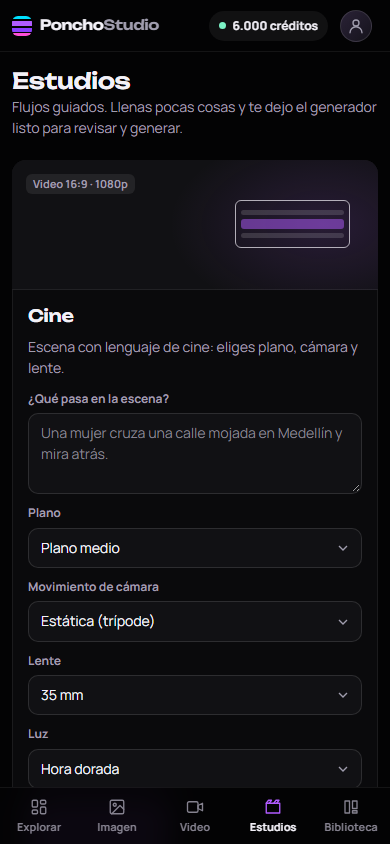 PonchoStudio
6.000 créditos
Estudios
Flujos guiados. Llenas pocas cosas y te dejo el generador
listo para revisar y generar.
Video 16:9 · 1080p
Cine
Escena con lenguaje de cine: eliges plano, cámara y
lente.
¿Qué pasa en la escena?
Una mujer cruza una calle mojada en Medellín y
mira atrás.
Plano
Plano medio
Movimiento de cámara
Estática (trípode)
Lente
35 mm
Luz
Hora dorada
Explorar
Imagen
Video
Estudios
Biblioteca